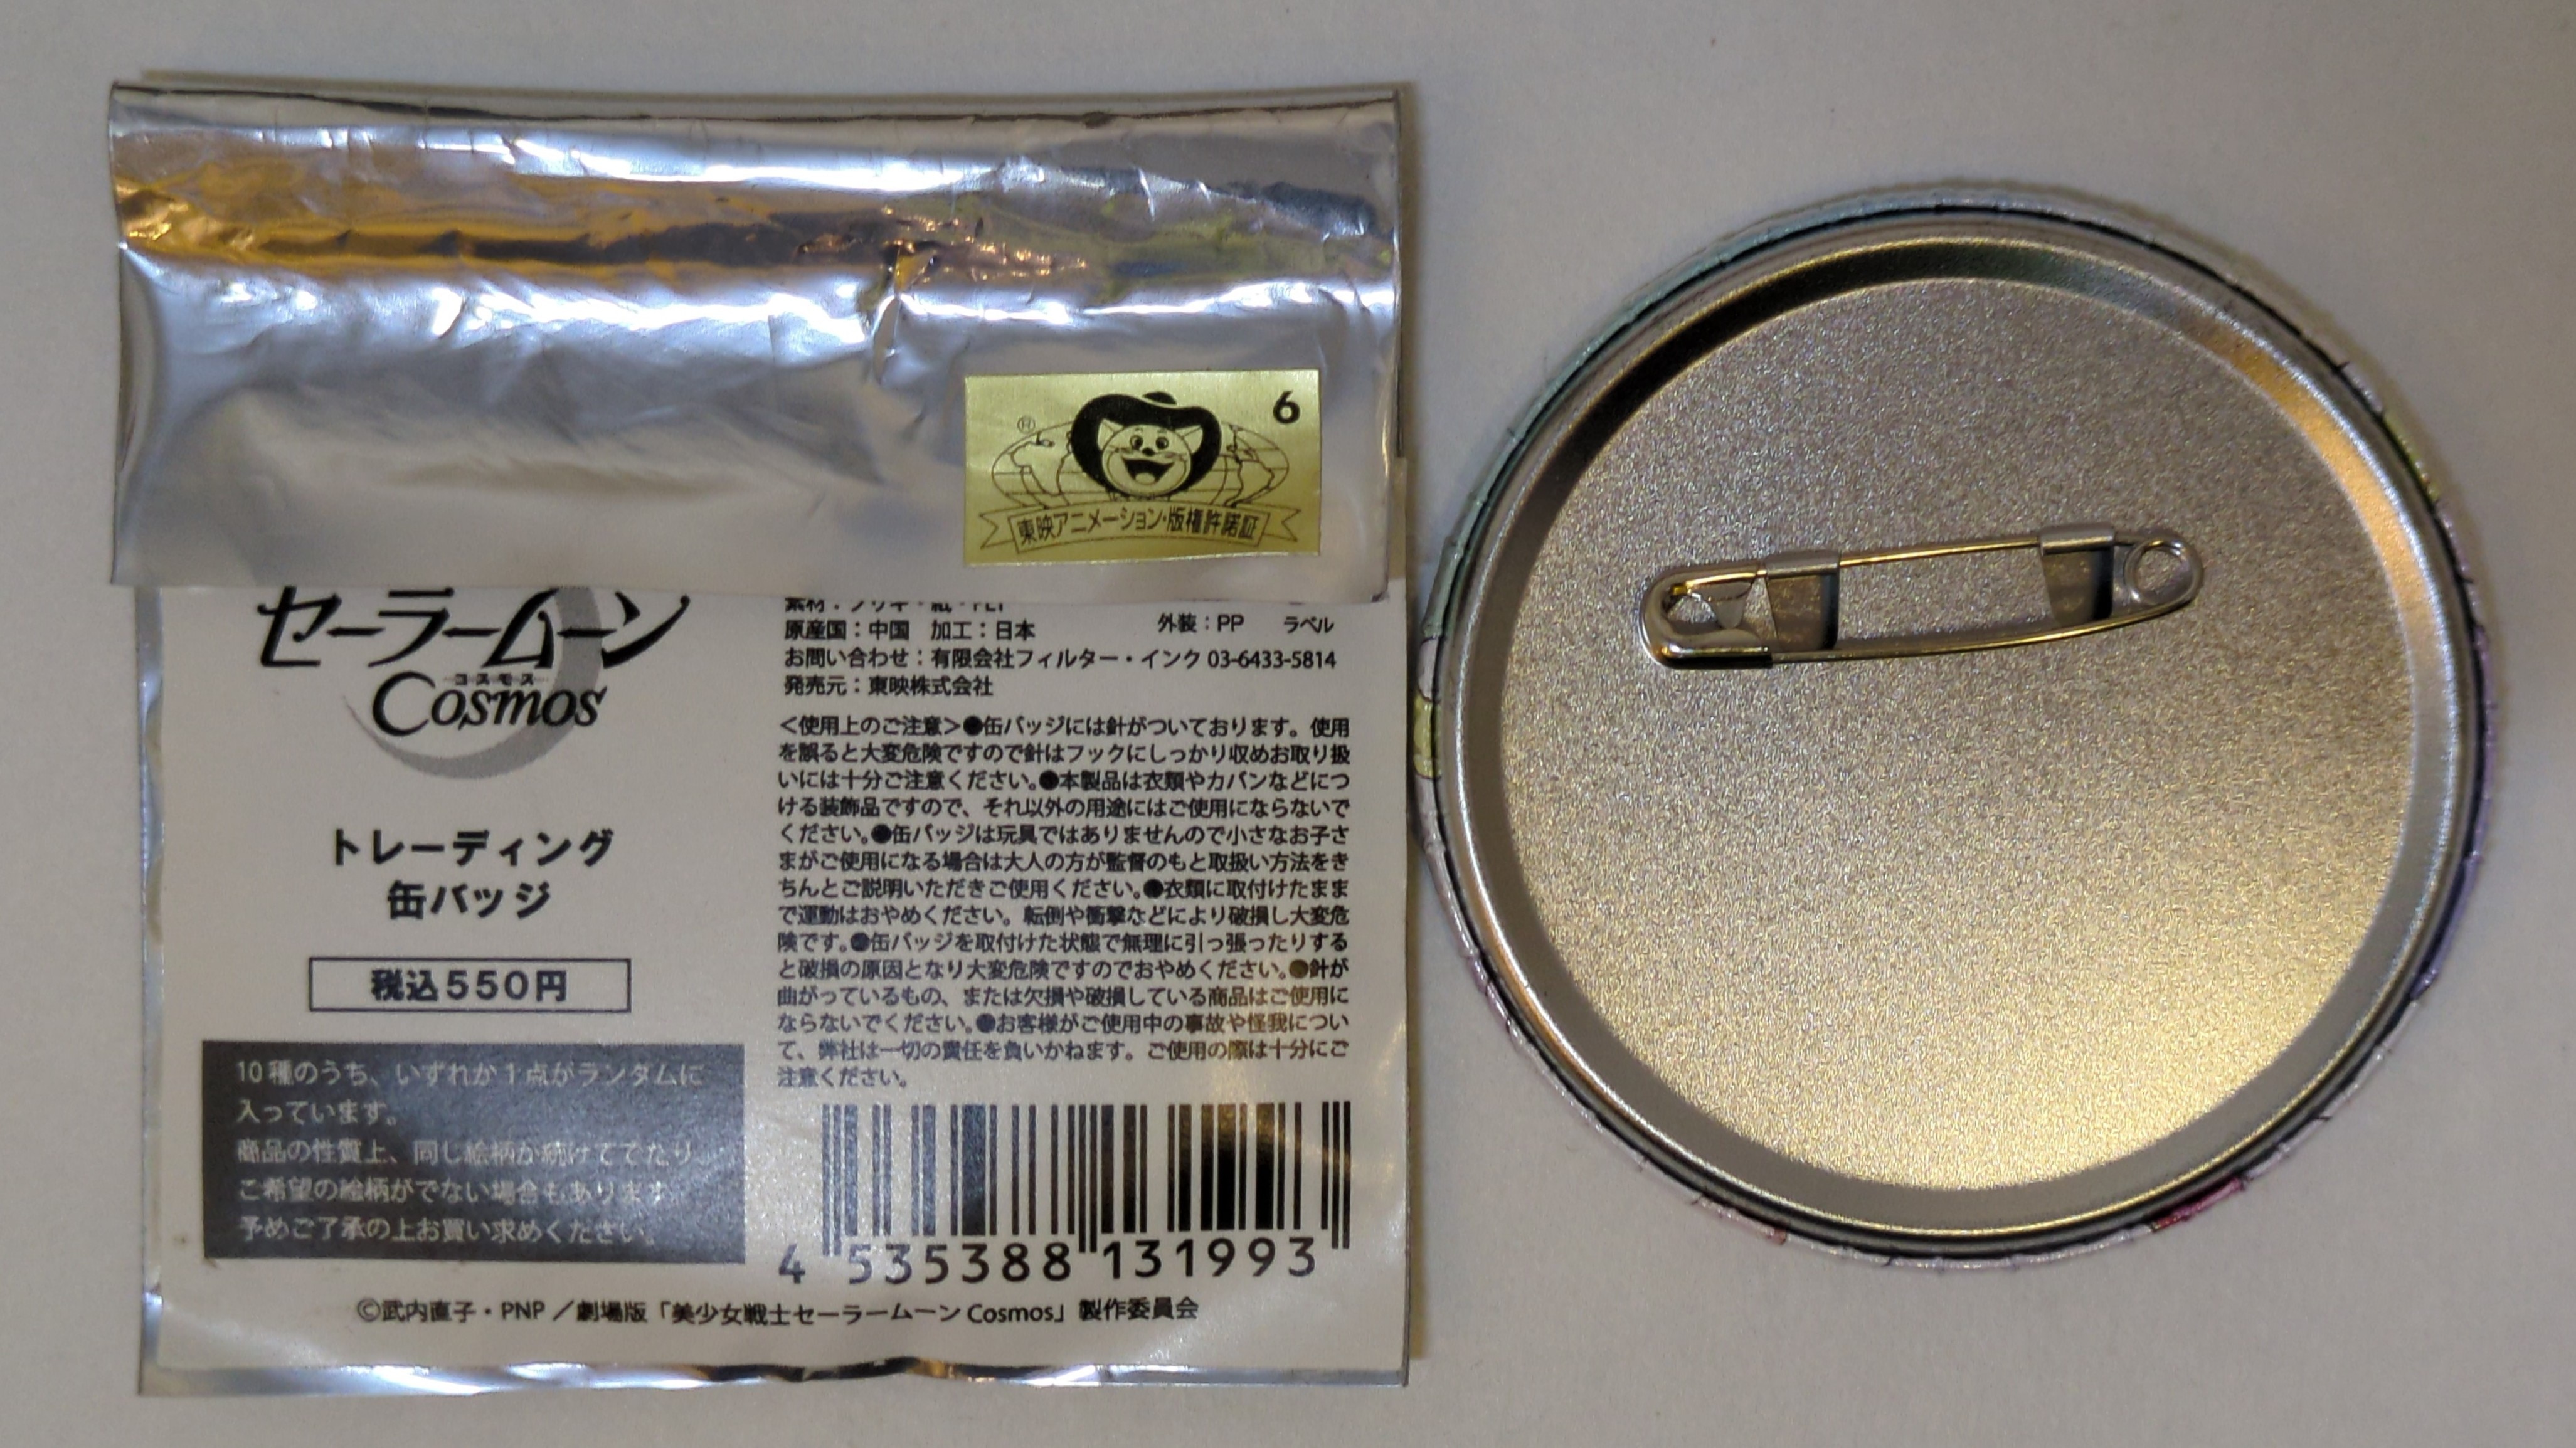 6
Ⓡ
東映アニメーション・版権許諾証
セーラームーン
コスモス
Cosmos
トレーディング
缶バッジ
税込550円
10種のうち、いずれか1点がランダムに
入っています。
商品の性質上、同じ絵柄が続けてでたり
ご希望の絵柄がでない場合もあります。
予めご了承の上お買い求めください。
素材：ブリキ・紙・PET
原産国：中国 加工：日本
外装：PP ラベル
お問い合わせ：有限会社フィルター・インク 03-6433-5814
発売元：東映株式会社
＜使用上のご注意＞●缶バッジには針がついております。使用
を誤ると大変危険ですので針はフックにしっかり収めお取り扱
いには十分ご注意ください。●本製品は衣類やカバンなどにつ
ける装飾品ですので、それ以外の用途にはご使用にならないで
ください。●缶バッジは玩具ではありませんので小さなお子さ
まがご使用になる場合は大人の方が監督のもと取扱い方法をき
ちんとご説明いただきご使用ください。●衣類に取付けたまま
で運動はおやめください。転倒や衝撃などにより破損し大変危
険です。●缶バッジを取付けた状態で無理に引っ張ったりする
と破損の原因となり大変危険ですのでおやめください。●針が
曲がっているもの、または欠損や破損している商品はご使用に
ならないでください。●お客様がご使用中の事故や怪我につい
て、弊社は一切の責任を負いかねます。ご使用の際は十分にご
注意ください。
4 535388 131993
©武内直子・PNP／劇場版「美少女戦士セーラームーン Cosmos」製作委員会